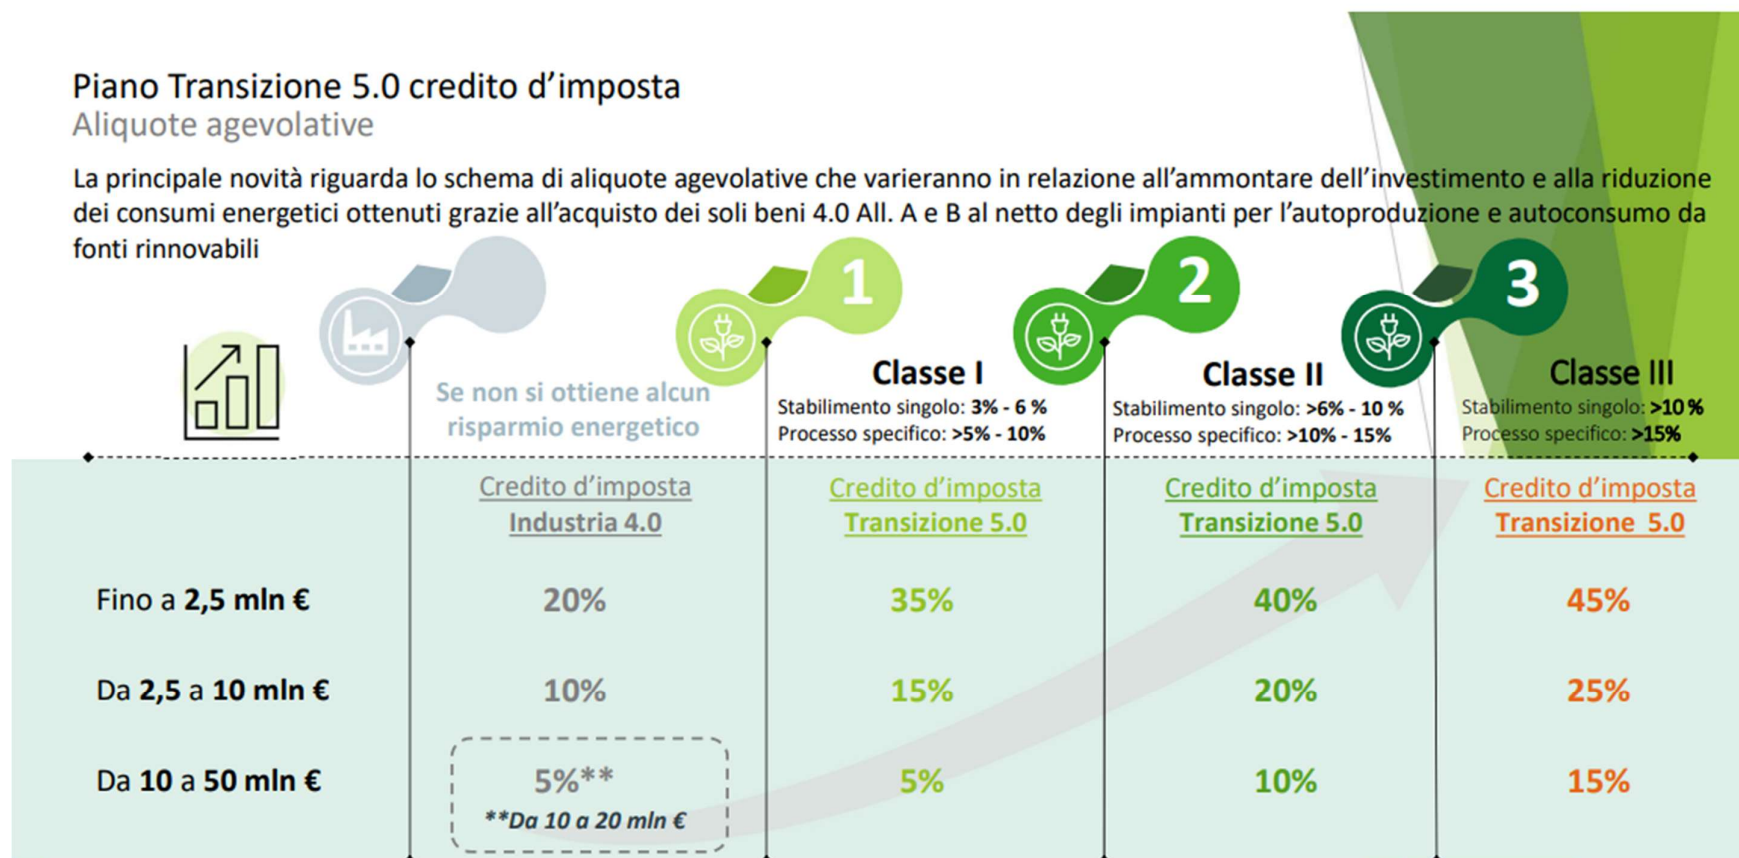 Piano Transizione 5.0 credito d’imposta
Aliquote agevolative
La principale novità riguarda lo schema di aliquote agevolative che varieranno in relazione all’ammontare dell’investimento e alla riduzione
dei consumi energetici ottenuti grazie all’acquisto dei soli beni 4.0 All. A e B al netto degli impianti per l’autoproduzione e autoconsumo da
fonti rinnovabili
1
2
3
Se non si ottiene alcun
risparmio energetico
Classe I
Stabilimento singolo: 3% - 6 %
Processo specifico: >5% - 10%
Classe II
Stabilimento singolo: >6% - 10 %
Processo specifico: >10% - 15%
Classe III
Stabilimento singolo: >10 %
Processo specifico: >15%
Credito d’imposta
Industria 4.0
Credito d’imposta
Transizione 5.0
Credito d’imposta
Transizione 5.0
Credito d’imposta
Transizione 5.0
Fino a 2,5 mln € 20% 35% 40% 45%
Da 2,5 a 10 mln € 10% 15% 20% 25%
Da 10 a 50 mln € 5%** 5% 10% 15%
**Da 10 a 20 mln €